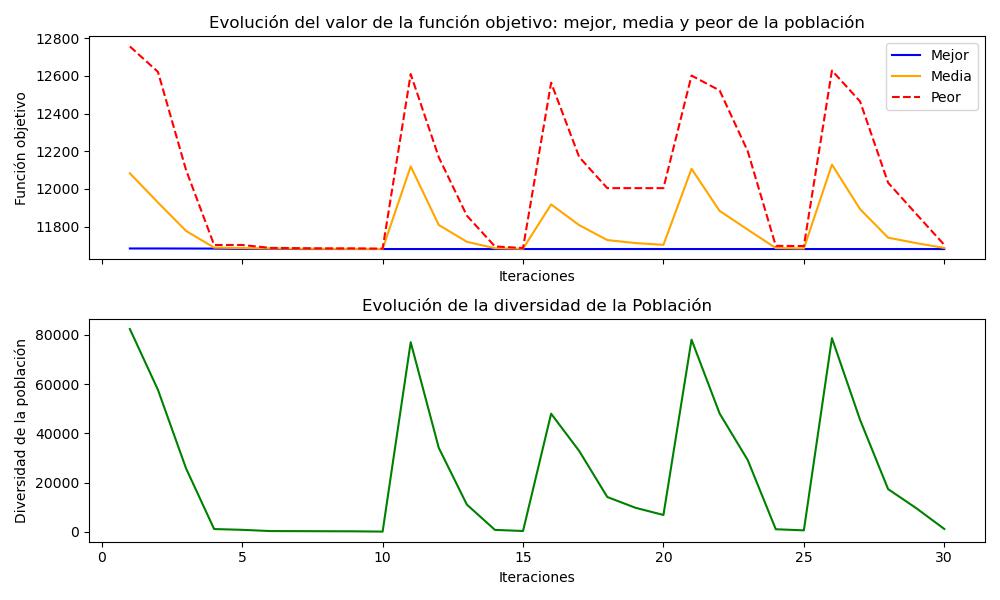 Evolución del valor de la función objetivo: mejor, media y peor de la población
Función objetivo
12800
12600
12400
12200
12000
11800
Mejor
Media
Peor
Iteraciones
Evolución de la diversidad de la Población
Diversidad de la población
80000
60000
40000
20000
0
0 5 10 15 20 25 30
Iteraciones